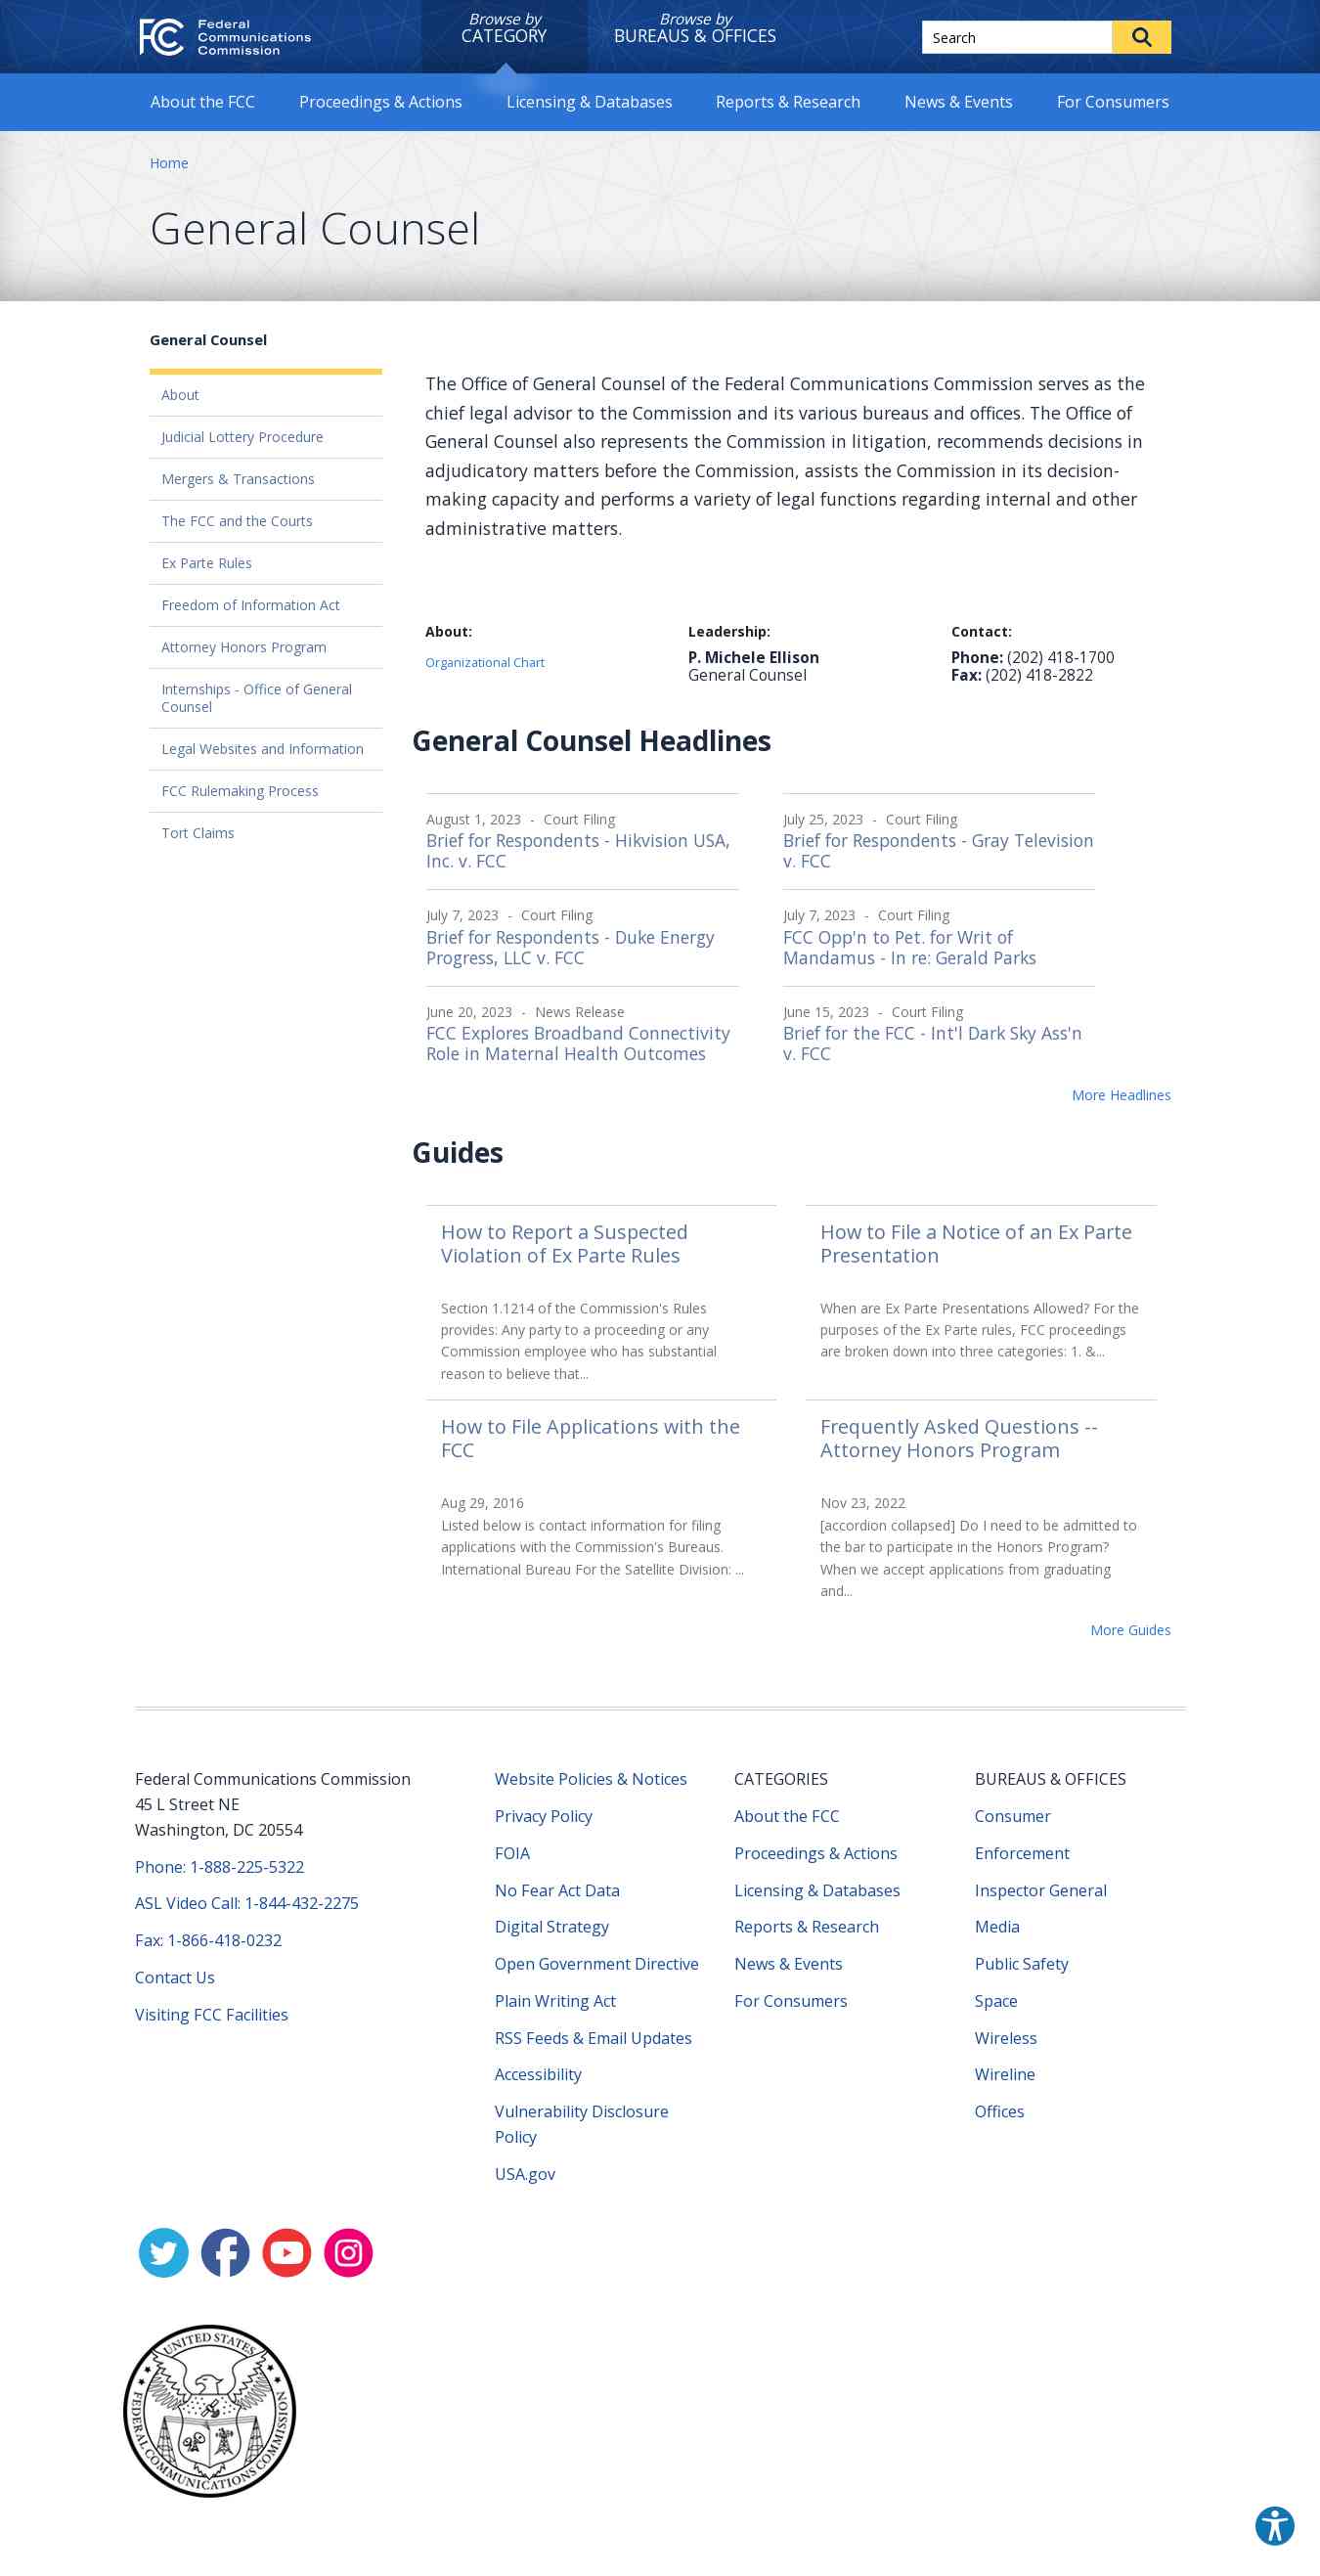 FC Federal Communications Commission
Browse by
CATEGORY
Browse by
BUREAUS & OFFICES
Search
About the FCC
Proceedings & Actions
Licensing & Databases
Reports & Research
News & Events
For Consumers
Home
General Counsel
General Counsel
About
Judicial Lottery Procedure
Mergers & Transactions
The FCC and the Courts
Ex Parte Rules
Freedom of Information Act
Attorney Honors Program
Internships - Office of General
Counsel
Legal Websites and Information
FCC Rulemaking Process
Tort Claims
The Office of General Counsel of the Federal Communications Commission serves as the
chief legal advisor to the Commission and its various bureaus and offices. The Office of
General Counsel also represents the Commission in litigation, recommends decisions in
adjudicatory matters before the Commission, assists the Commission in its decision-
making capacity and performs a variety of legal functions regarding internal and other
administrative matters.
About:
Organizational Chart
Leadership:
P. Michele Ellison
General Counsel
Contact:
Phone: (202) 418-1700
Fax: (202) 418-2822
General Counsel Headlines
August 1, 2023 - Court Filing
Brief for Respondents - Hikvision USA,
Inc. v. FCC
July 25, 2023 - Court Filing
Brief for Respondents - Gray Television
v. FCC
July 7, 2023 - Court Filing
Brief for Respondents - Duke Energy
Progress, LLC v. FCC
July 7, 2023 - Court Filing
FCC Opp'n to Pet. for Writ of
Mandamus - In re: Gerald Parks
June 20, 2023 - News Release
FCC Explores Broadband Connectivity
Role in Maternal Health Outcomes
June 15, 2023 - Court Filing
Brief for the FCC - Int'l Dark Sky Ass'n
v. FCC
More Headlines
Guides
How to Report a Suspected
Violation of Ex Parte Rules
Section 1.1214 of the Commission's Rules
provides: Any party to a proceeding or any
Commission employee who has substantial
reason to believe that...
How to File a Notice of an Ex Parte
Presentation
When are Ex Parte Presentations Allowed? For the
purposes of the Ex Parte rules, FCC proceedings
are broken down into three categories: 1. &...
How to File Applications with the
FCC
Aug 29, 2016
Listed below is contact information for filing
applications with the Commission's Bureaus.
International Bureau For the Satellite Division: ...
Frequently Asked Questions --
Attorney Honors Program
Nov 23, 2022
[accordion collapsed] Do I need to be admitted to
the bar to participate in the Honors Program?
When we accept applications from graduating
and...
More Guides
Federal Communications Commission
45 L Street NE
Washington, DC 20554
Phone: 1-888-225-5322
ASL Video Call: 1-844-432-2275
Fax: 1-866-418-0232
Contact Us
Visiting FCC Facilities
Website Policies & Notices
Privacy Policy
FOIA
No Fear Act Data
Digital Strategy
Open Government Directive
Plain Writing Act
RSS Feeds & Email Updates
Accessibility
Vulnerability Disclosure
Policy
USA.gov
CATEGORIES
About the FCC
Proceedings & Actions
Licensing & Databases
Reports & Research
News & Events
For Consumers
BUREAUS & OFFICES
Consumer
Enforcement
Inspector General
Media
Public Safety
Space
Wireless
Wireline
Offices
UNITED STATES
FEDERAL COMMUNICATIONS COMMISSION